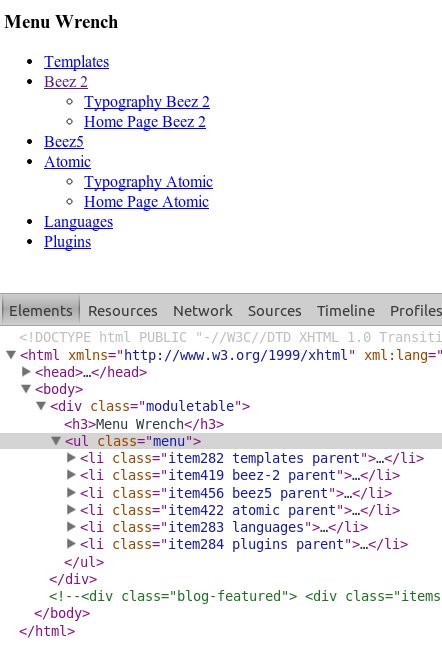 Menu Wrench
Templates
Beez 2
Typography Beez 2
Home Page Beez 2
Beez5
Atomic
Typography Atomic
Home Page Atomic
Languages
Plugins
Elements Resources Network Sources Timeline Profiles
<!DOCTYPE html PUBLIC "-//W3C//DTD XHTML 1.0 Transiti
<html xmlns="http://www.w3.org/1999/xhtml" xml:lang="
<head>…</head>
<body>
<div class="moduletable">
<h3>Menu Wrench</h3>
<ul class="menu">
<li class="item282 templates parent">…</li>
<li class="item419 beez-2 parent">…</li>
<li class="item456 beez5 parent">…</li>
<li class="item422 atomic parent">…</li>
<li class="item283 languages">…</li>
<li class="item284 plugins parent">…</li>
</ul>
</div>
<!--<div class="blog-featured"> <div class="items
</body>
</html>